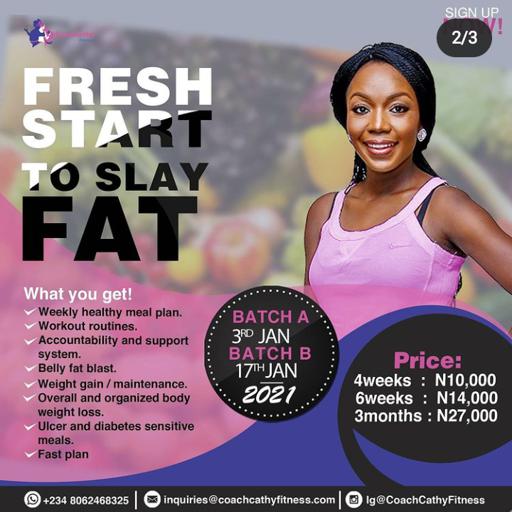 SIGN UP
2/3
FRESH
START
TO SLAY
FAT
What you get!
Weekly healthy meal plan.
Workout routines.
Accountability and support
system.
Belly fat blast.
Weight gain / maintenance.
Overall and organized body
weight loss.
Ulcer and diabetes sensitive
meals.
Fast plan
BATCH A
3RD JAN
BATCH B
17TH JAN
2021
Price:
4weeks : N10,000
6weeks : N14,000
3months : N27,000
+234 8062468325 | inquiries@coachcathyfitness.com | Ig@CoachCathyFitness